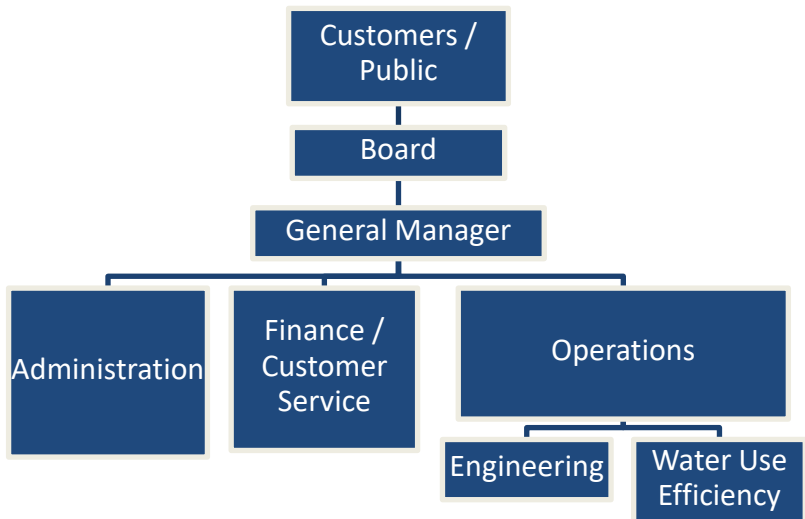 Customers /
Public
Board
General Manager
Administration
Finance /
Customer
Service
Operations
Engineering
Water Use
Efficiency